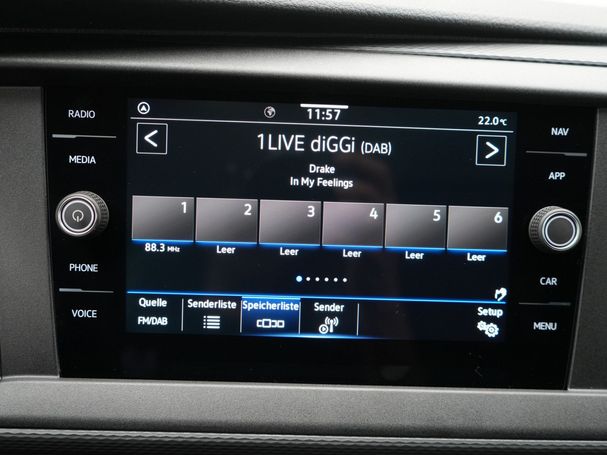 RADIO
MEDIA
PHONE
VOICE
11:57
22.0°C
1LIVE diGGi (DAB)
Drake
In My Feelings
1 2 3 4 5 6
88.3 MHz Leer Leer Leer Leer Leer
Quelle Senderliste Speicherliste Sender Setup
FM/DAB
NAV
APP
CAR
MENU